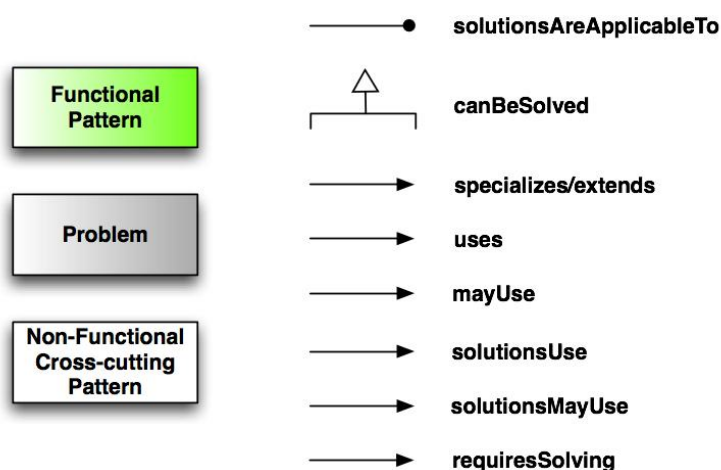 solutionsAreApplicableTo
Functional
Pattern
canBeSolved
specializes/extends
Problem
uses
mayUse
Non-Functional
Cross-cutting
Pattern
solutionsUse
solutionsMayUse
requiresSolving